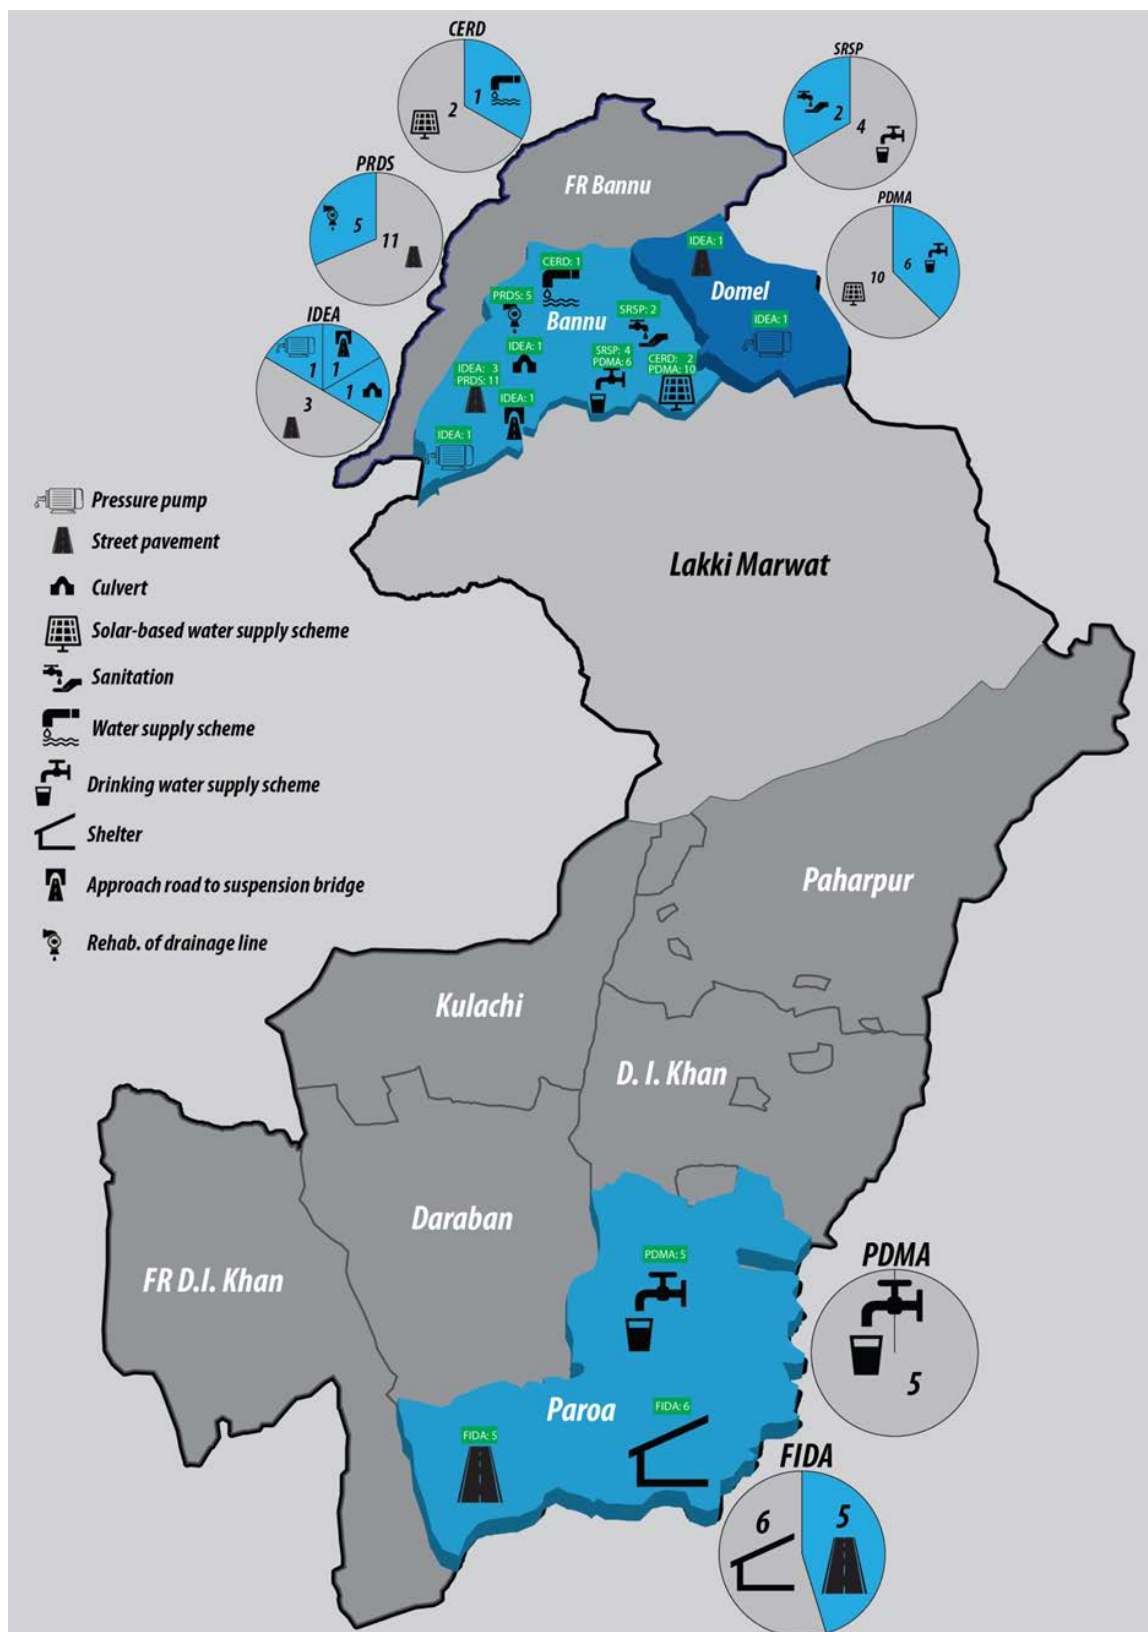 CERD
2
1
SRSP
2
4
PRDS
5
11
FR Bannu
PDMA
10
6
IDEA: 1
CERD: 1
Domel
PRDS: 5
SRSP: 2
Bannu
IDEA: 1
IDEA
1
1
1
3
IDEA: 1
SRSP: 4
PDMA: 6
CERD: 2
PDMA: 10
IDEA: 3
PRDS: 11
IDEA: 1
IDEA: 1
Pressure pump
Street pavement
Culvert
Solar-based water supply scheme
Sanitation
Water supply scheme
Drinking water supply scheme
Shelter
Approach road to suspension bridge
Rehab. of drainage line
Lakki Marwat
Paharpur
Kulachi
D. I. Khan
Daraban
FR D.I. Khan
PDMA: 5
PDMA
5
Paroa
FIDA: 6
FIDA: 5
FIDA
6
5